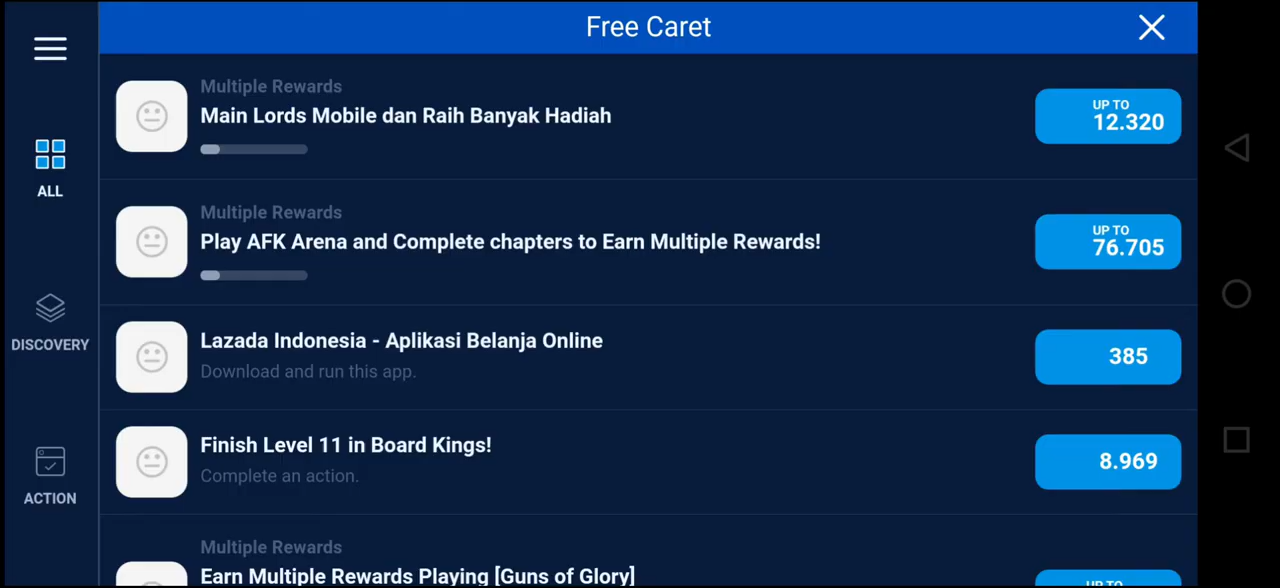 Free Caret
Multiple Rewards
Main Lords Mobile dan Raih Banyak Hadiah
UP TO
12.320
ALL
Multiple Rewards
Play AFK Arena and Complete chapters to Earn Multiple Rewards!
UP TO
76.705
DISCOVERY
Lazada Indonesia - Aplikasi Belanja Online
Download and run this app.
385
Finish Level 11 in Board Kings!
Complete an action.
8.969
ACTION
Multiple Rewards
Earn Multiple Rewards Playing [Guns of Glory]
UP TO